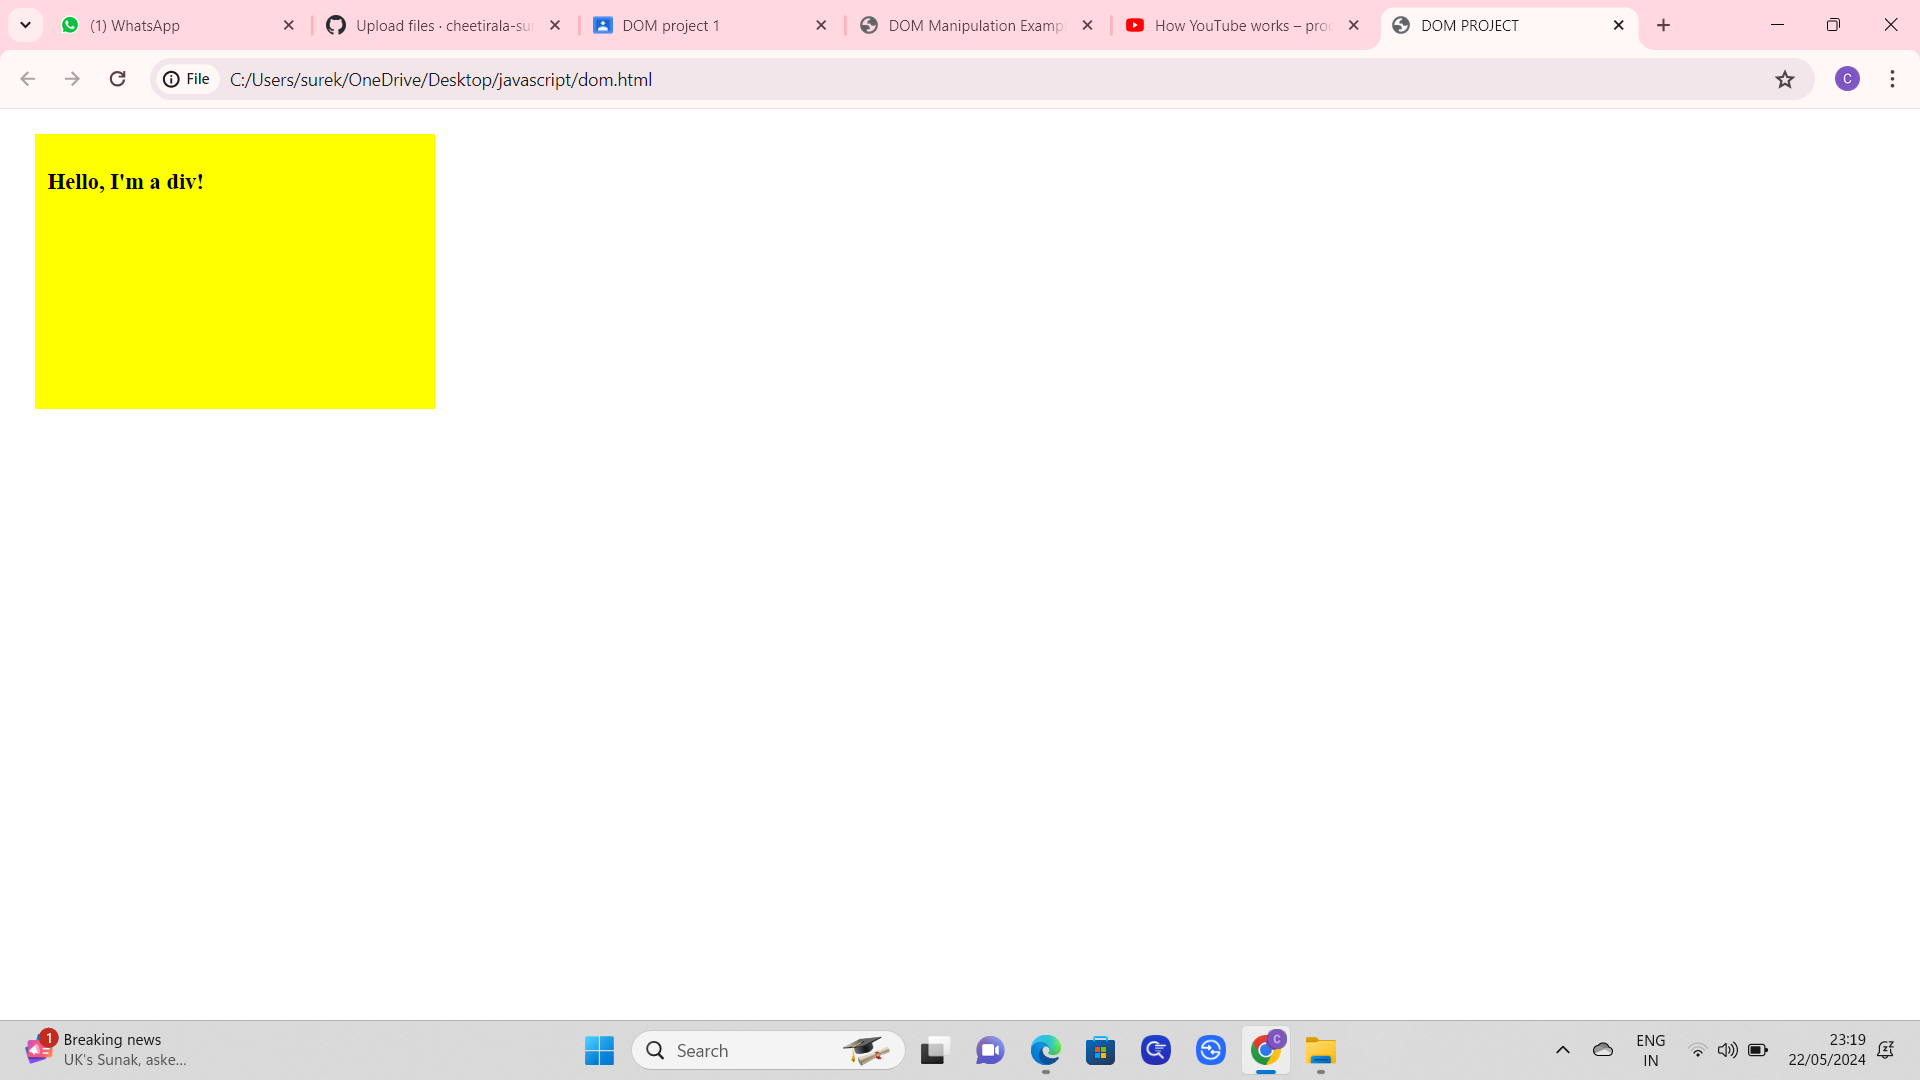 (1) WhatsApp
Upload files · cheetirala-su
DOM project 1
DOM Manipulation Examp
How YouTube works – pro
DOM PROJECT
File
C:/Users/surek/OneDrive/Desktop/javascript/dom.html
C
Hello, I'm a div!
1
Breaking news
UK's Sunak, aske...
Search
C
ENG
IN
23:19
22/05/2024